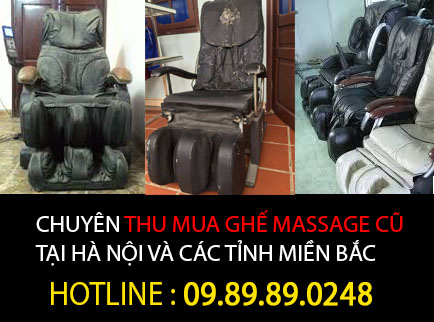 CHUYÊN THU MUA GHẾ MASSAGE CŨ
TẠI HÀ NỘI VÀ CÁC TỈNH MIỀN BẮC
HOTLINE : 09.89.89.0248